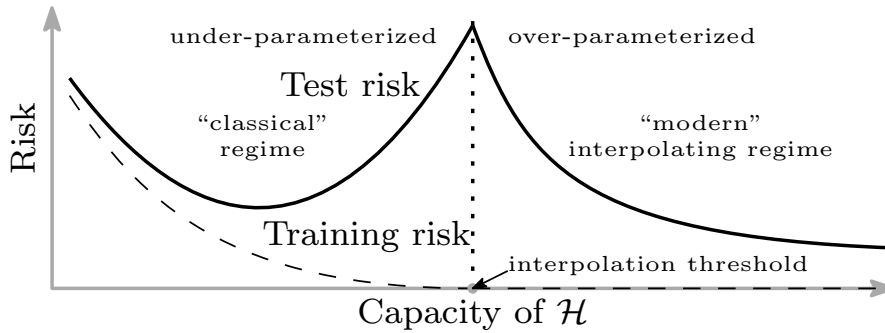 under-parameterized
over-parameterized
Test risk
“classical”
regime
“modern”
interpolating regime
Risk
Training risk
interpolation threshold
Capacity of ℋ